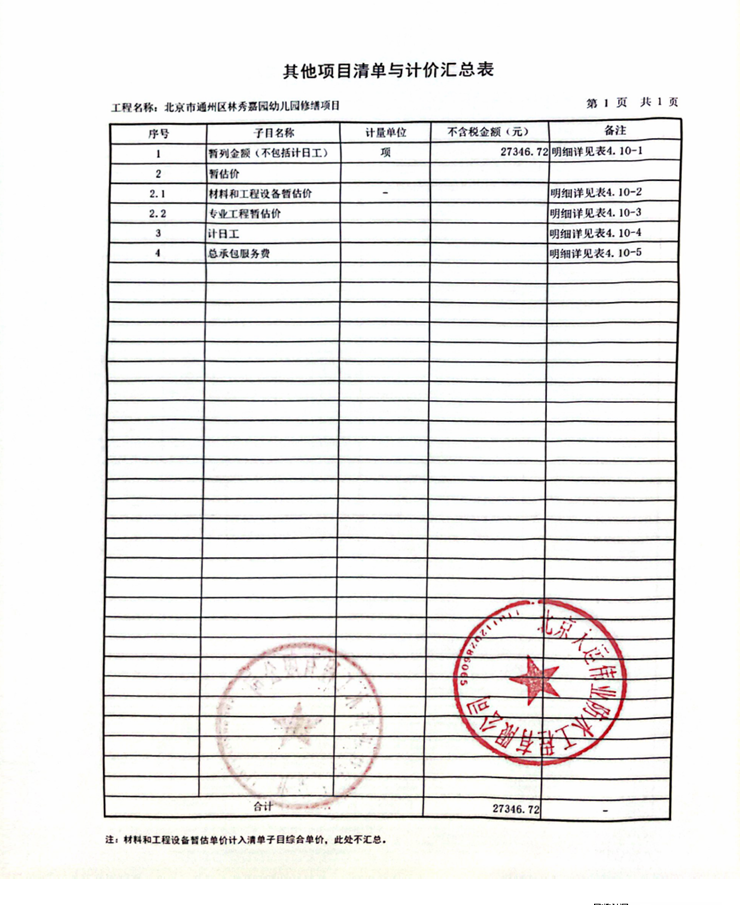 其他项目清单与计价汇总表
工程名称：北京市通州区林秀嘉园幼儿园修缮项目 第 1 页 共 1 页
序号 子目名称 计量单位 不含税金额（元） 备注
1 暂列金额（不包括计日工） 项 27346.72 明细详见表4.10-1
2 暂估价
2.1 材料和工程设备暂估价 - 明细详见表4.10-2
2.2 专业工程暂估价 明细详见表4.10-3
3 计日工 明细详见表4.10-4
4 总承包服务费 明细详见表4.10-5
北京人运伟业防水工程有限公司
合计 27346.72 -
注：材料和工程设备暂估单价计入清单子目综合单价，此处不汇总。